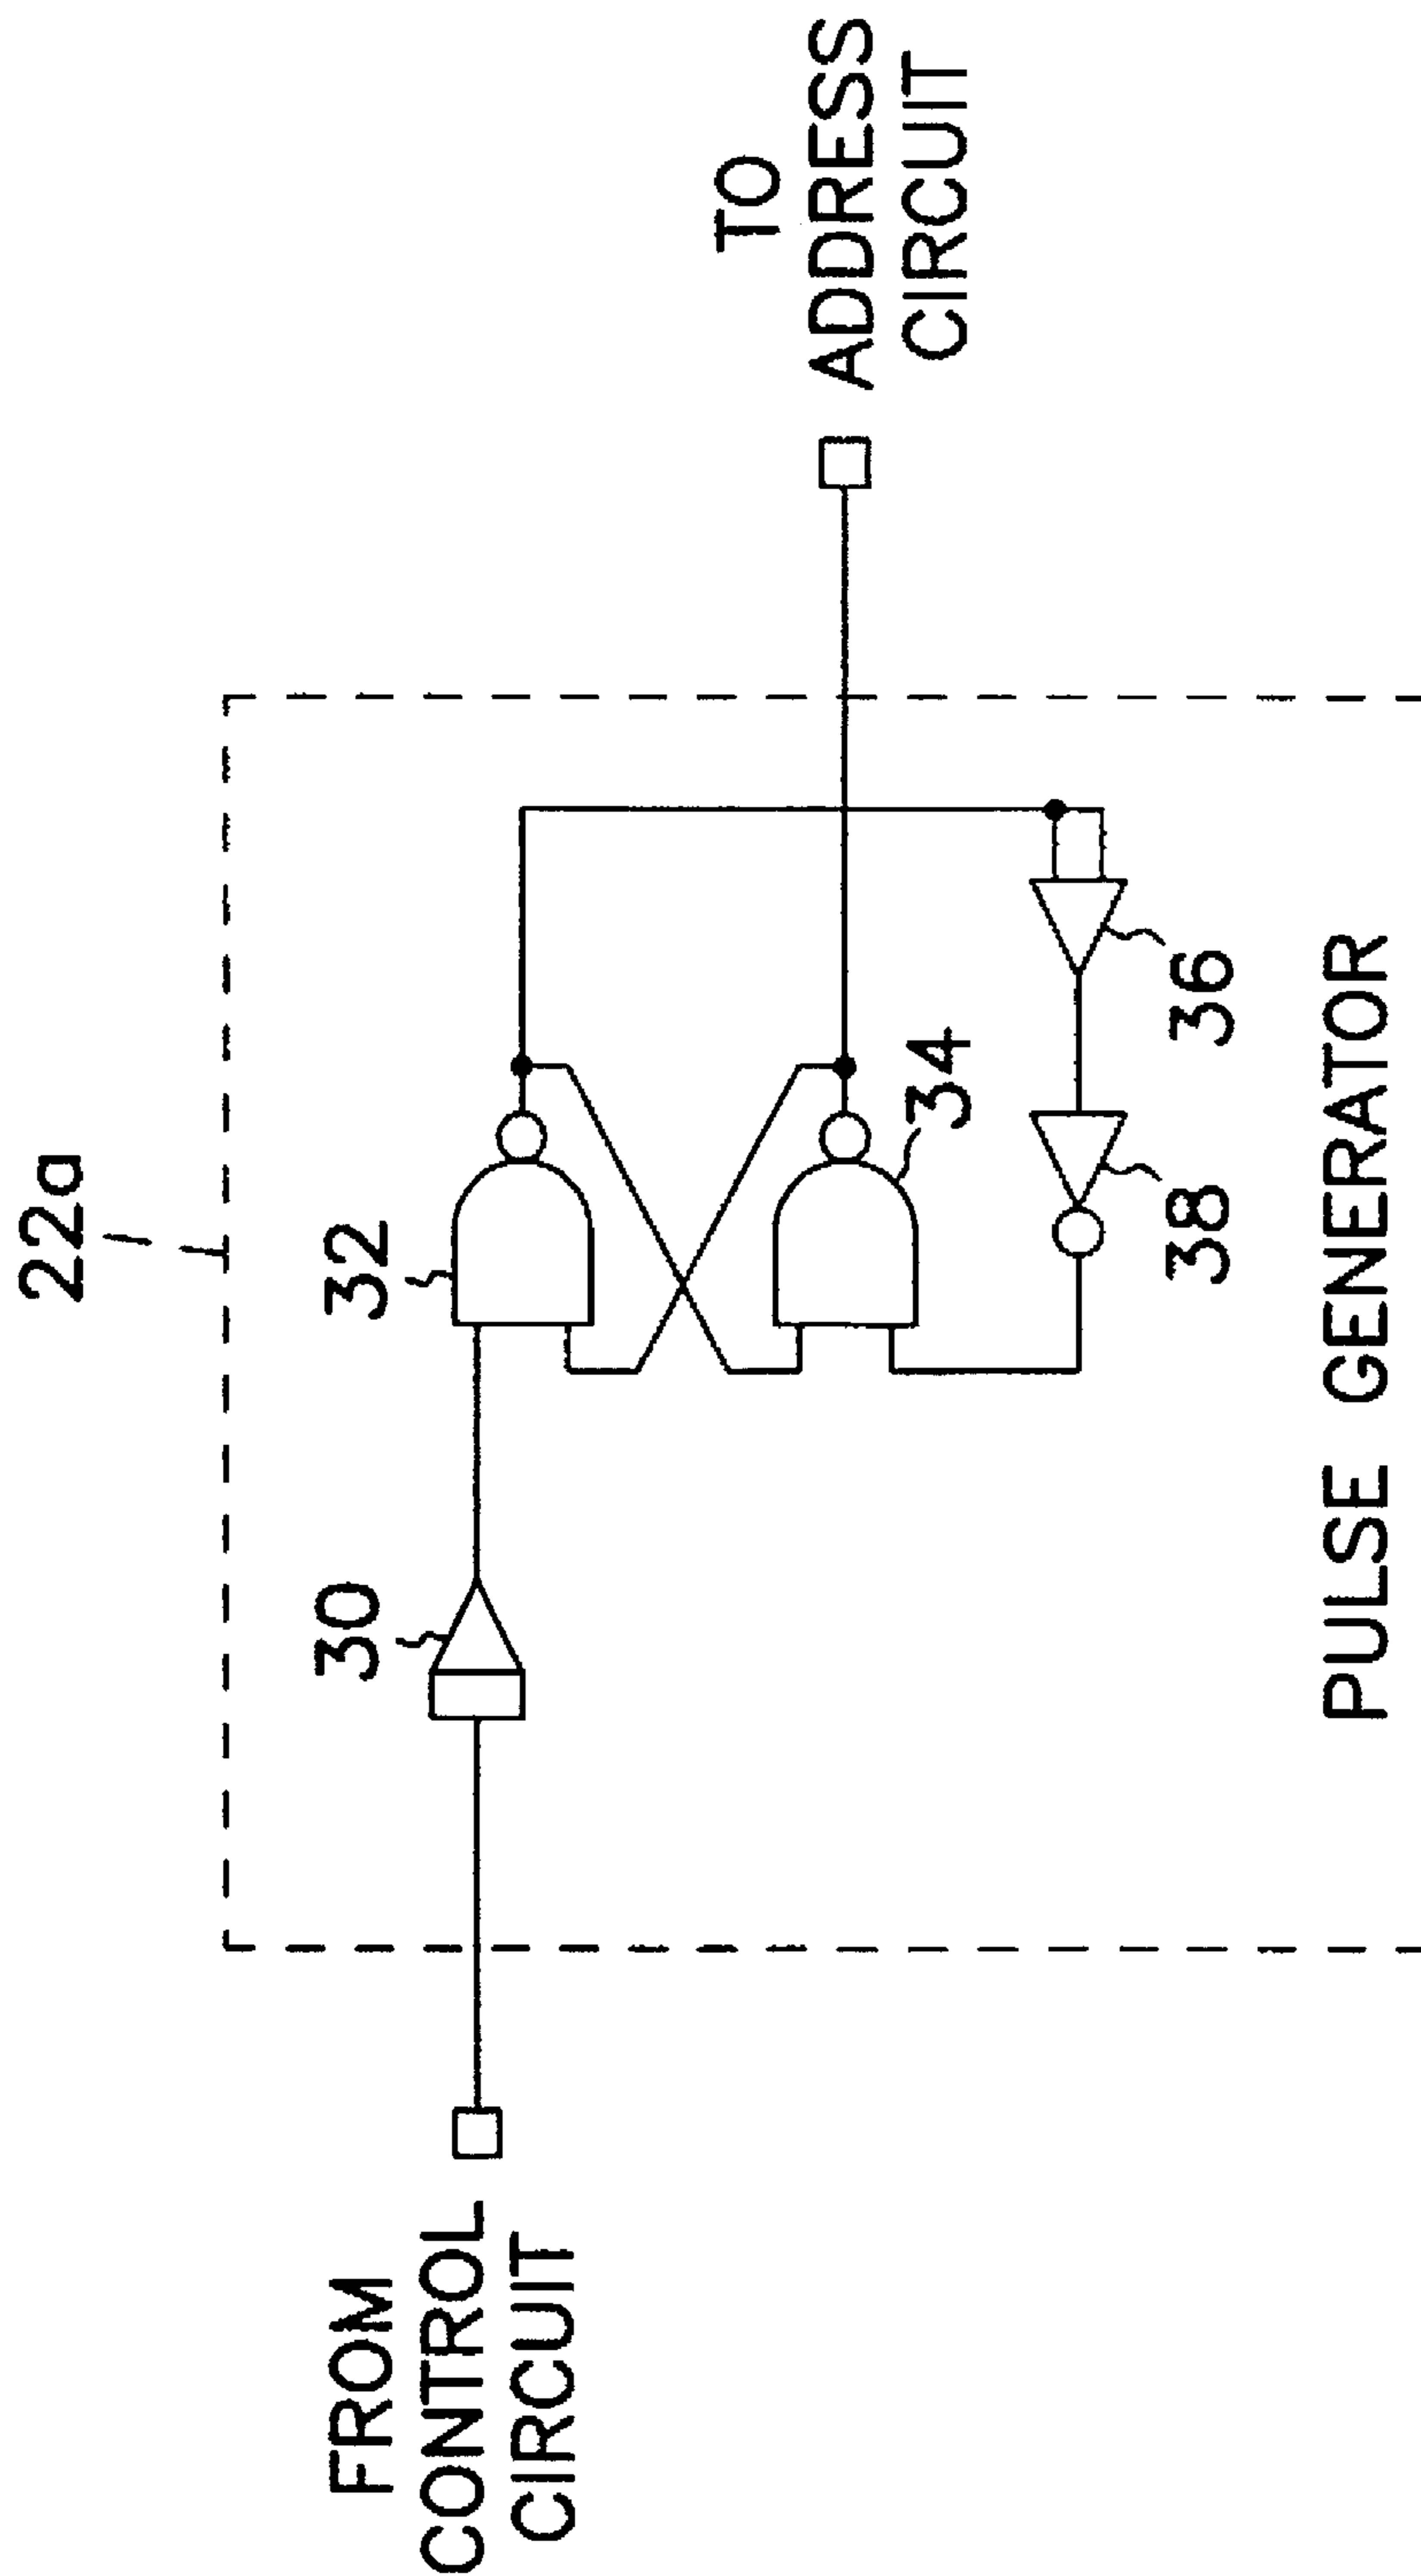 22a
FROM
CONTROL
CIRCUIT
30
32
34
36
38
TO
ADDRESS
CIRCUIT
PULSE GENERATOR